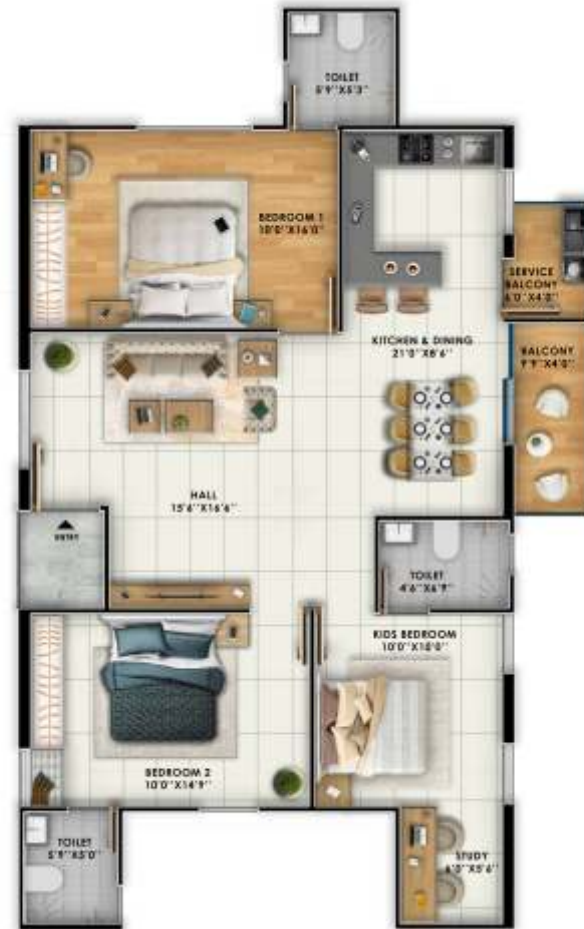 TOILET
5'9''X5'3''
BEDROOM 1
10'0''X16'0''
SERVICE
BALCONY
6'0''X4'0''
KITCHEN & DINING
21'0''X8'6''
BALCONY
9'9''X4'0''
HALL
15'6''X16'6''
ENTRY
TOILET
4'6''X6'9''
KIDS BEDROOM
10'0''X10'0''
BEDROOM 2
10'0''X14'9''
TOILET
5'9''X5'0''
STUDY
6'0''X5'6''